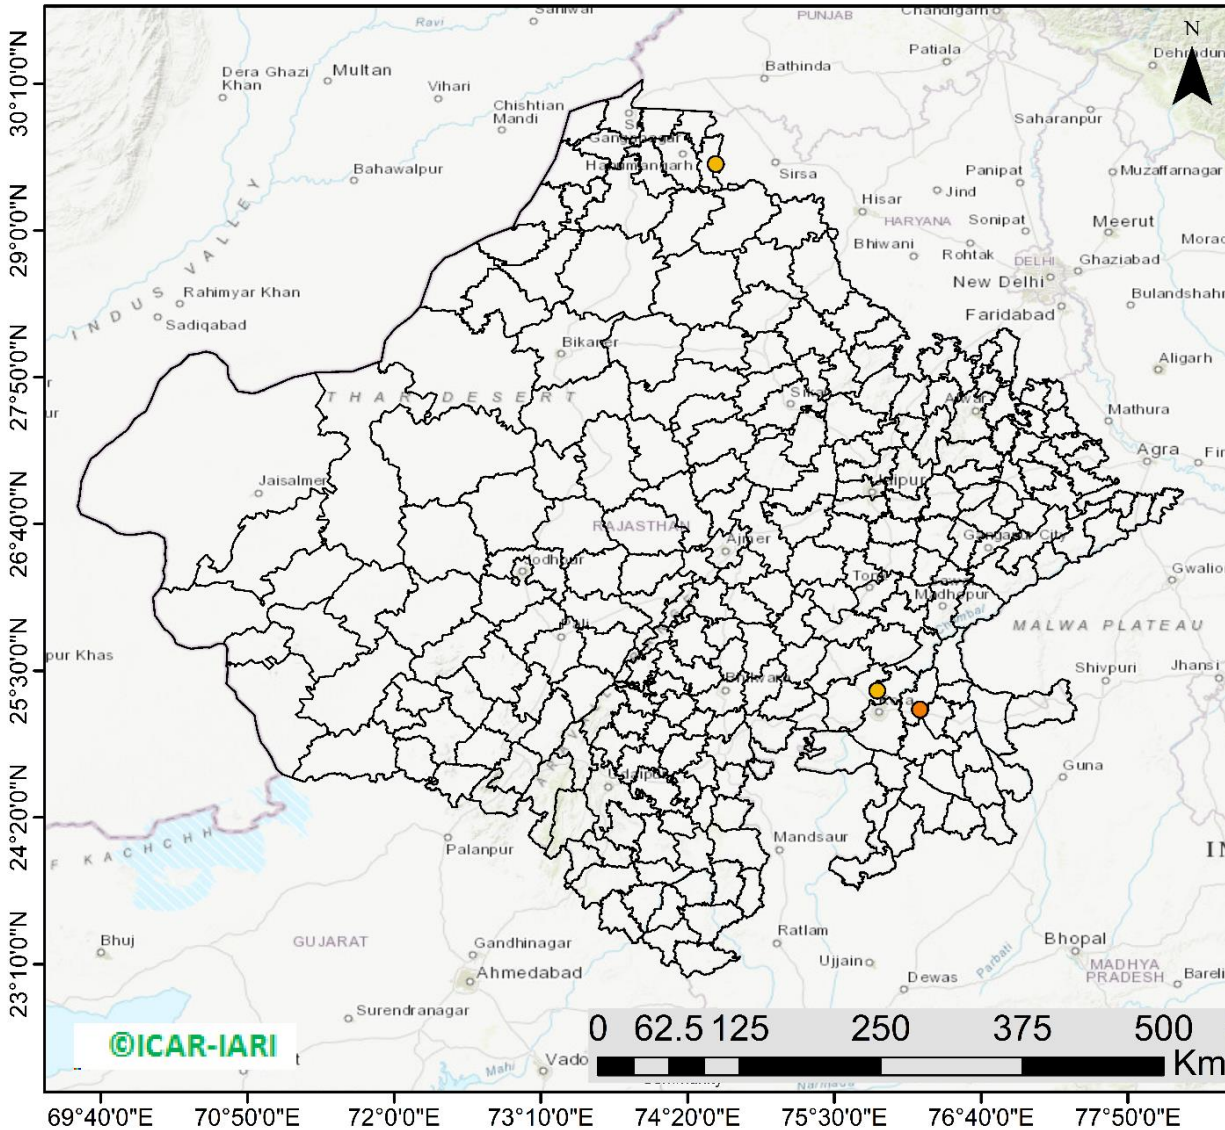 Sahiwal
PUNJAB
Chandigarh
N
Ravi
Patiala
Dehradun
Dera Ghazi
Khan
Multan
Bathinda
Vihari
Chishtian
Mandi
Saharanpur
30°10'0"N
Ganganagar
Hanumangarh
Bahawalpur
Sirsa
Panipat
Muzaffarnagar
Jind
Hisar
HARYANA
Sonipat
Meerut
29°0'0"N
Bhiwani
Rohtak
DELHI
Ghaziabad
INDUS VALLEY
Rahimyar Khan
New Delhi
Bulandshahr
Sadiqabad
Faridabad
Bikaner
Aligarh
27°50'0"N
THAR DESERT
Sikar
Alwar
Mathura
Agra
Jaisalmer
Jaipur
RAJASTHAN
26°40'0"N
Ajmer
Gangapur City
Jodhpur
Tonk
Gwalior
Madhopur
Chambal
Pali
MALWA PLATEAU
pur Khas
Shivpuri
Jhansi
25°30'0"N
Bhilwara
Kota
Guna
Udaipur
24°20'0"N
Mandsaur
F KACHCHH
Palanpur
Bhuj
GUJARAT
Gandhinagar
Ratlam
Bhopal
23°10'0"N
Ahmedabad
Ujjain
Parbati
MADHYA
PRADESH
Dewas
Surendranagar
©ICAR-IARI
0 62.5 125 250 375 500
Km
Mahi
Vado
Narmada
69°40'0"E 70°50'0"E 72°0'0"E 73°10'0"E 74°20'0"E 75°30'0"E 76°40'0"E 77°50'0"E